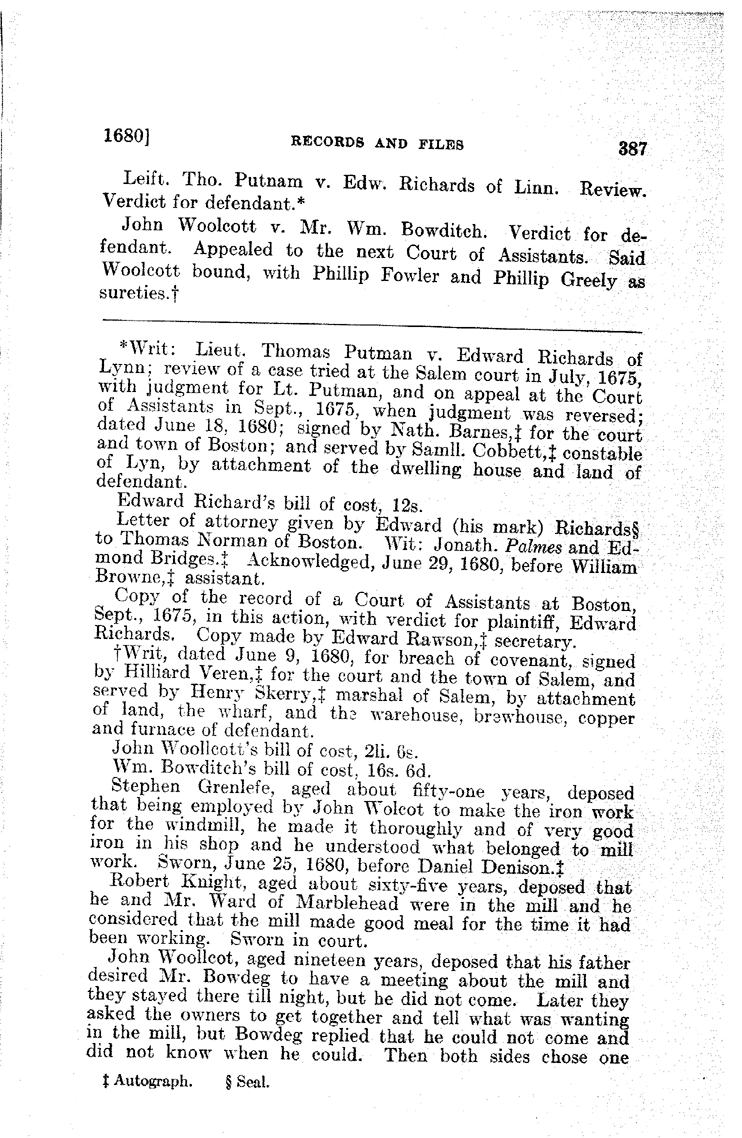 1680] RECORDS AND FILES 387
Leift. Tho. Putnam v. Edw. Richards of Linn. Review.
Verdict for defendant.*
John Woolcott v. Mr. Wm. Bowditch. Verdict for de-
fendant. Appealed to the next Court of Assistants. Said
Woolcott bound, with Phillip Fowler and Phillip Greely as
sureties.†
*Writ: Lieut. Thomas Putman v. Edward Richards of
Lynn; review of a case tried at the Salem court in July, 1675,
with judgment for Lt. Putman, and on appeal at the Court
of Assistants in Sept., 1675, when judgment was reversed;
dated June 18, 1680; signed by Nath. Barnes,‡ for the court
and town of Boston; and served by Samll. Cobbett,‡ constable
of Lyn, by attachment of the dwelling house and land of
defendant.
Edward Richard's bill of cost, 12s.
Letter of attorney given by Edward (his mark) Richards§
to Thomas Norman of Boston. Wit: Jonath. Palmes and Ed-
mond Bridges.‡ Acknowledged, June 29, 1680, before William
Browne,‡ assistant.
Copy of the record of a Court of Assistants at Boston,
Sept., 1675, in this action, with verdict for plaintiff, Edward
Richards. Copy made by Edward Rawson,‡ secretary.
†Writ, dated June 9, 1680, for breach of covenant, signed
by Hilliard Veren,‡ for the court and the town of Salem, and
served by Henry Skerry,‡ marshal of Salem, by attachment
of land, the wharf, and the warehouse, brewhouse, copper
and furnace of defendant.
John Woollcott's bill of cost, 2li. 6s.
Wm. Bowditch's bill of cost, 16s. 6d.
Stephen Grenlefe, aged about fifty-one years, deposed
that being employed by John Wolcot to make the iron work
for the windmill, he made it thoroughly and of very good
iron in his shop and he understood what belonged to mill
work. Sworn, June 25, 1680, before Daniel Denison.‡
Robert Knight, aged about sixty-five years, deposed that
he and Mr. Ward of Marblehead were in the mill and he
considered that the mill made good meal for the time it had
been working. Sworn in court.
John Woollcot, aged nineteen years, deposed that his father
desired Mr. Bowdeg to have a meeting about the mill and
they stayed there till night, but he did not come. Later they
asked the owners to get together and tell what was wanting
in the mill, but Bowdeg replied that he could not come and
did not know when he could. Then both sides chose one
‡ Autograph. § Seal.